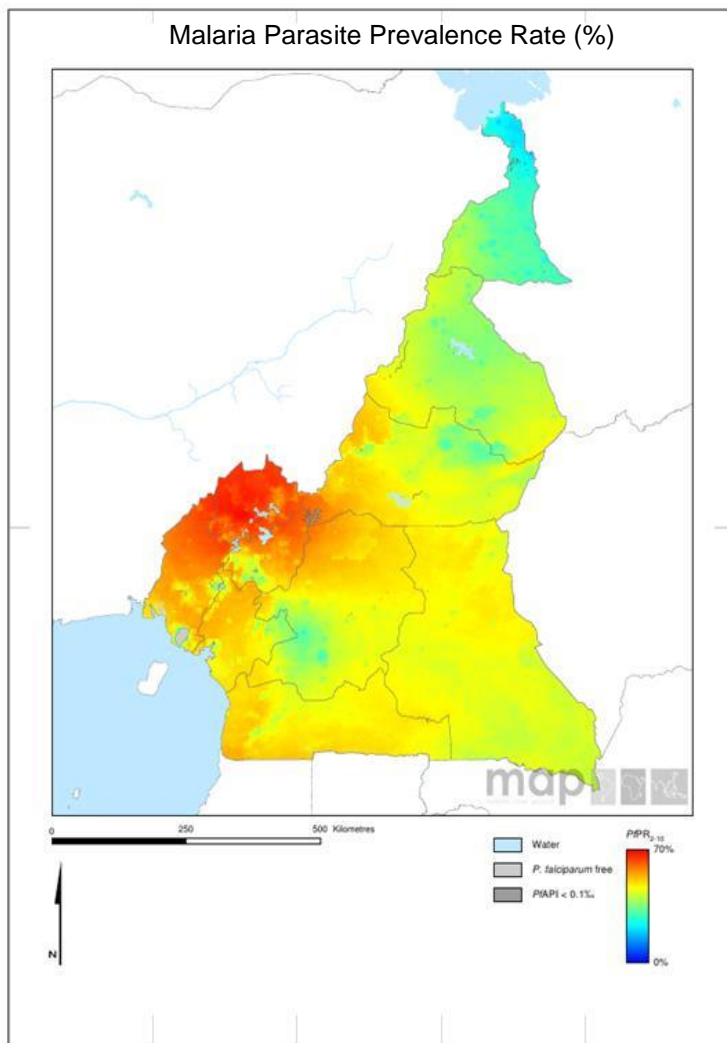 Malaria Parasite Prevalence Rate (%)
map
0 250 500 Kilometres
Water
P. falciparum free
PfAPI < 0.1‰
PfPR2-10
70%
0%
N